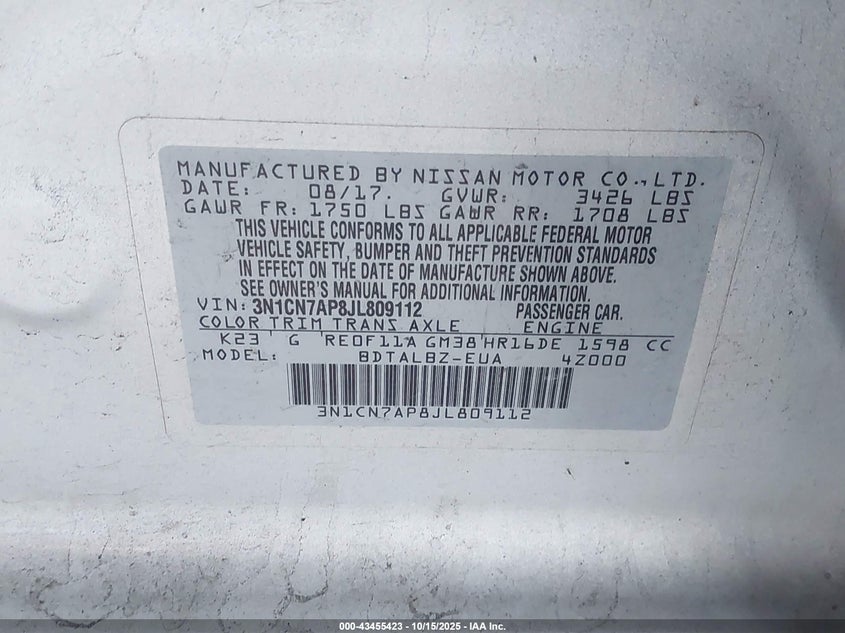 MANUFACTURED BY NISSAN MOTOR CO., LTD.
DATE: 08/17. GVWR: 3426 LBS
GAWR FR: 1750 LBS GAWR RR: 1708 LBS
THIS VEHICLE CONFORMS TO ALL APPLICABLE FEDERAL MOTOR
VEHICLE SAFETY, BUMPER AND THEFT PREVENTION STANDARDS
IN EFFECT ON THE DATE OF MANUFACTURE SHOWN ABOVE.
SEE OWNER'S MANUAL FOR ADDITIONAL INFORMATION.
VIN: 3N1CN7AP8JL809112 PASSENGER CAR.
COLOR TRIM TRANS AXLE ENGINE
K23 G RE0F11A GM38 HR16DE 1598 CC
MODEL: BDTALBZ-EUA 4Z000
3N1CN7AP8JL809112
000-43455423 - 10/15/2025 - IAA Inc.